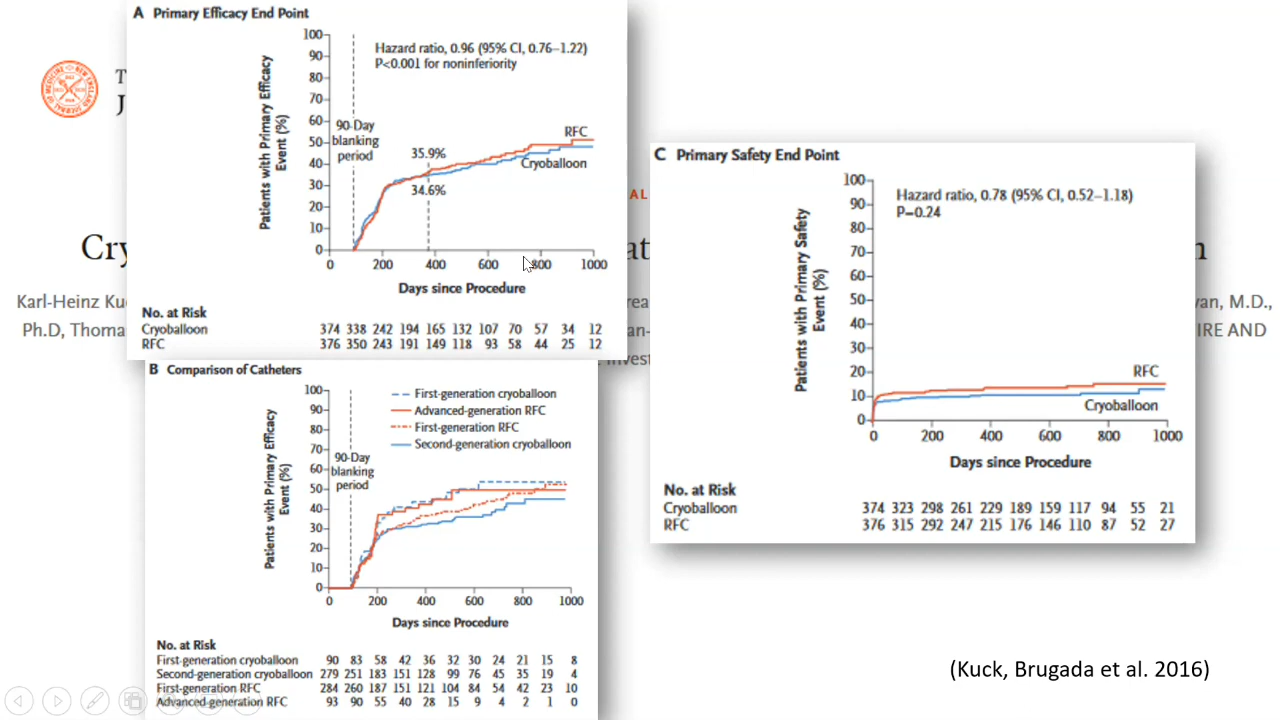 A Primary Efficacy End Point
100
90
80
70
60
50
40
30
20
10
0
Patients with Primary Efficacy
Event (%)
Hazard ratio, 0.96 (95% CI, 0.76–1.22)
P<0.001 for noninferiority
90-Day
blanking
period
35.9%
34.6%
RFC
Cryoballoon
0 200 400 600 800 1000
Days since Procedure
No. at Risk
Cryoballoon 374 338 242 194 165 132 107 70 57 34 12
RFC 376 350 243 191 149 118 93 58 44 25 12
B Comparison of Catheters
100
90
80
70
60
50
40
30
20
10
0
Patients with Primary Efficacy
Event (%)
First-generation cryoballoon
Advanced-generation RFC
First-generation RFC
Second-generation cryoballoon
90-Day
blanking
period
0 200 400 600 800 1000
Days since Procedure
No. at Risk
First-generation cryoballoon 90 83 58 42 36 32 30 24 21 15 8
Second-generation cryoballoon 279 251 183 151 128 99 76 45 35 19 4
First-generation RFC 284 260 187 151 121 104 84 54 42 23 10
Advanced-generation RFC 93 90 55 40 28 15 9 4 2 1 0
C Primary Safety End Point
100
90
80
70
60
50
40
30
20
10
0
Patients with Primary Safety
Event (%)
Hazard ratio, 0.78 (95% CI, 0.52–1.18)
P=0.24
RFC
Cryoballoon
0 200 400 600 800 1000
Days since Procedure
No. at Risk
Cryoballoon 374 323 298 261 229 189 159 117 94 55 21
RFC 376 315 292 247 215 176 146 110 87 52 27
T
J
AL
Cry
Karl-Heinz Ku
van, M.D.,
Ph.D, Thoma
IRE AND
Invest
(Kuck, Brugada et al. 2016)